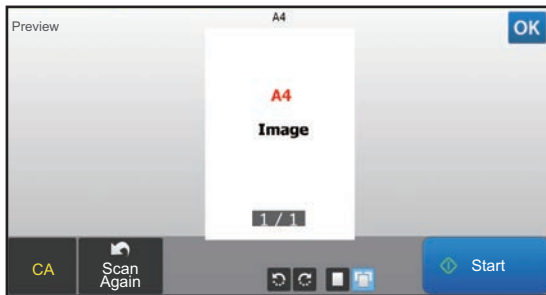 A4
Preview
OK
A4
Image
1 / 1
CA
Scan
Again
Start